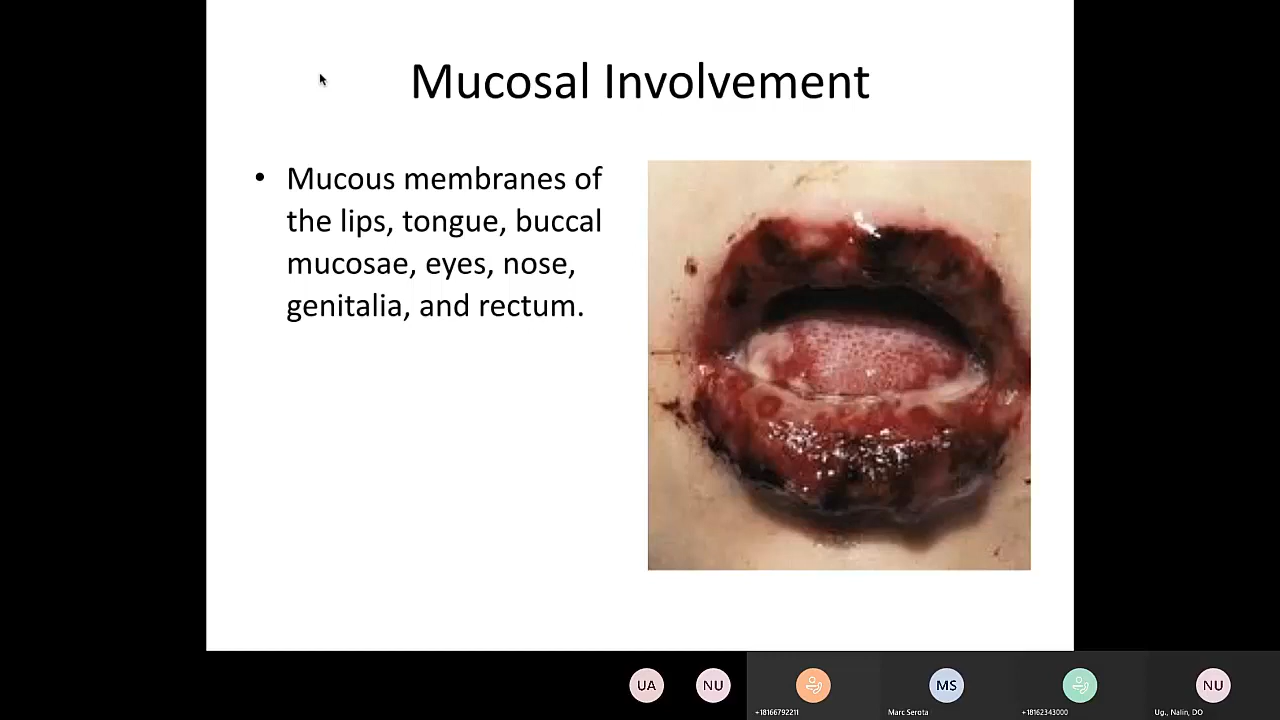 Mucosal Involvement
• Mucous membranes of
the lips, tongue, buccal
mucosae, eyes, nose,
genitalia, and rectum.
UA
NU
MS
NU
+18166792211
Marc Serota
+18162343000
Ug., Nalin, DO